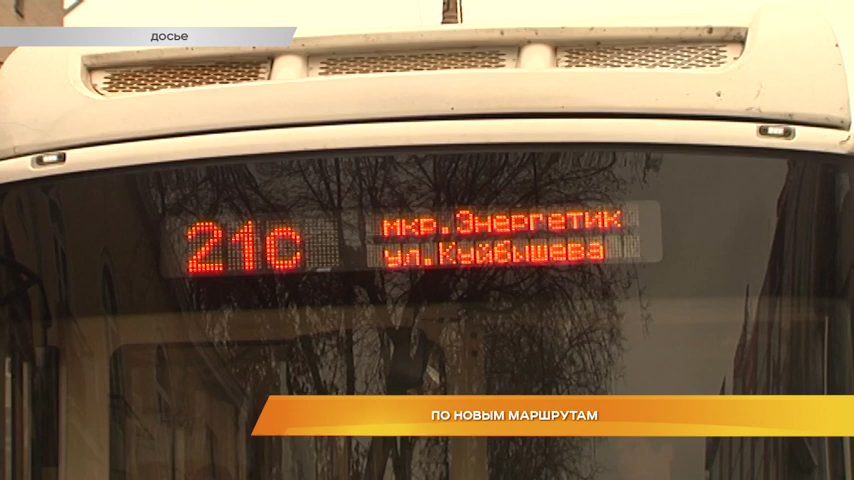 ДОСЬЕ
21с
мкр.Энергетик
ул.Куйбышева
ПО НОВЫМ МАРШРУТАМ